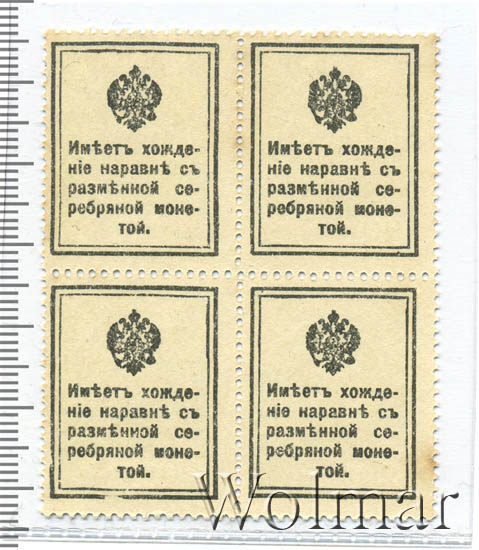 Имѣетъ хожде-
ніе наравнѣ съ
размѣнной се-
ребряной моне-
той.
Имѣетъ хожде-
ніе наравнѣ съ
размѣнной се-
ребряной моне-
той.
Имѣетъ хожде-
ніе наравнѣ съ
размѣнной се-
ребряной моне-
той.
Имѣетъ хожде-
ніе наравнѣ съ
размѣнной се-
ребряной моне-
той.
Wolmar